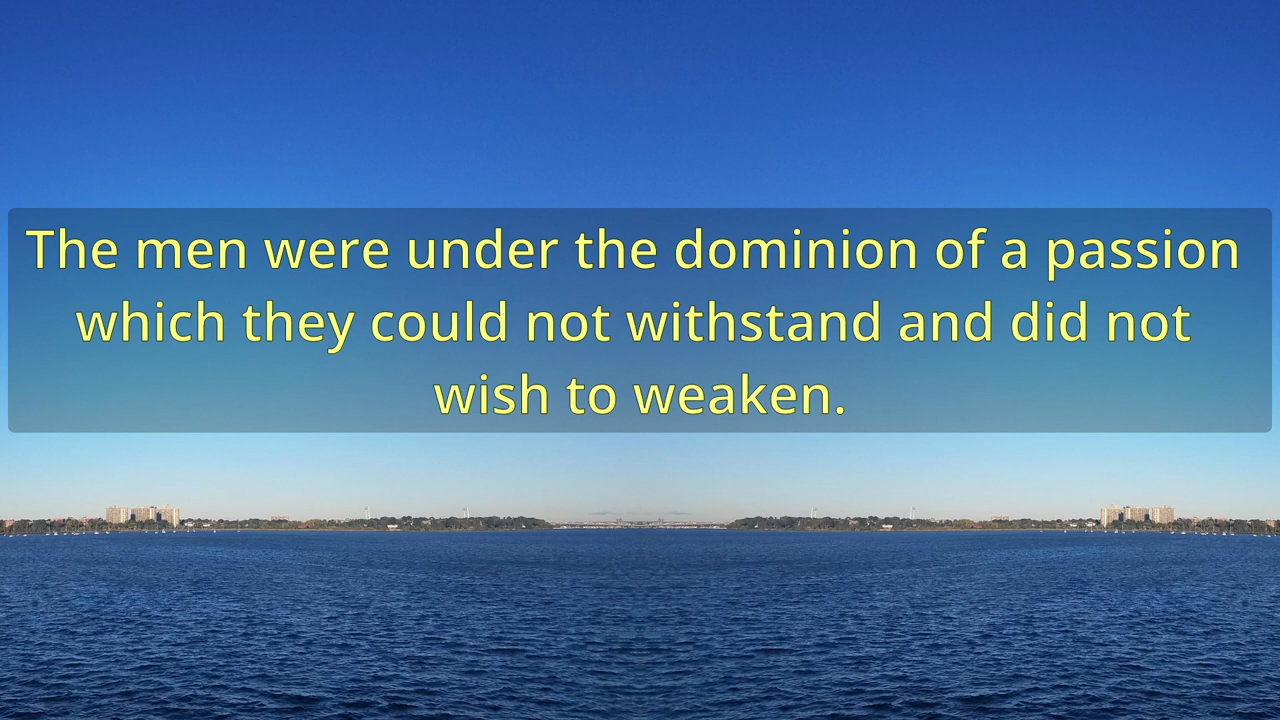 The men were under the dominion of a passion
which they could not withstand and did not
wish to weaken.